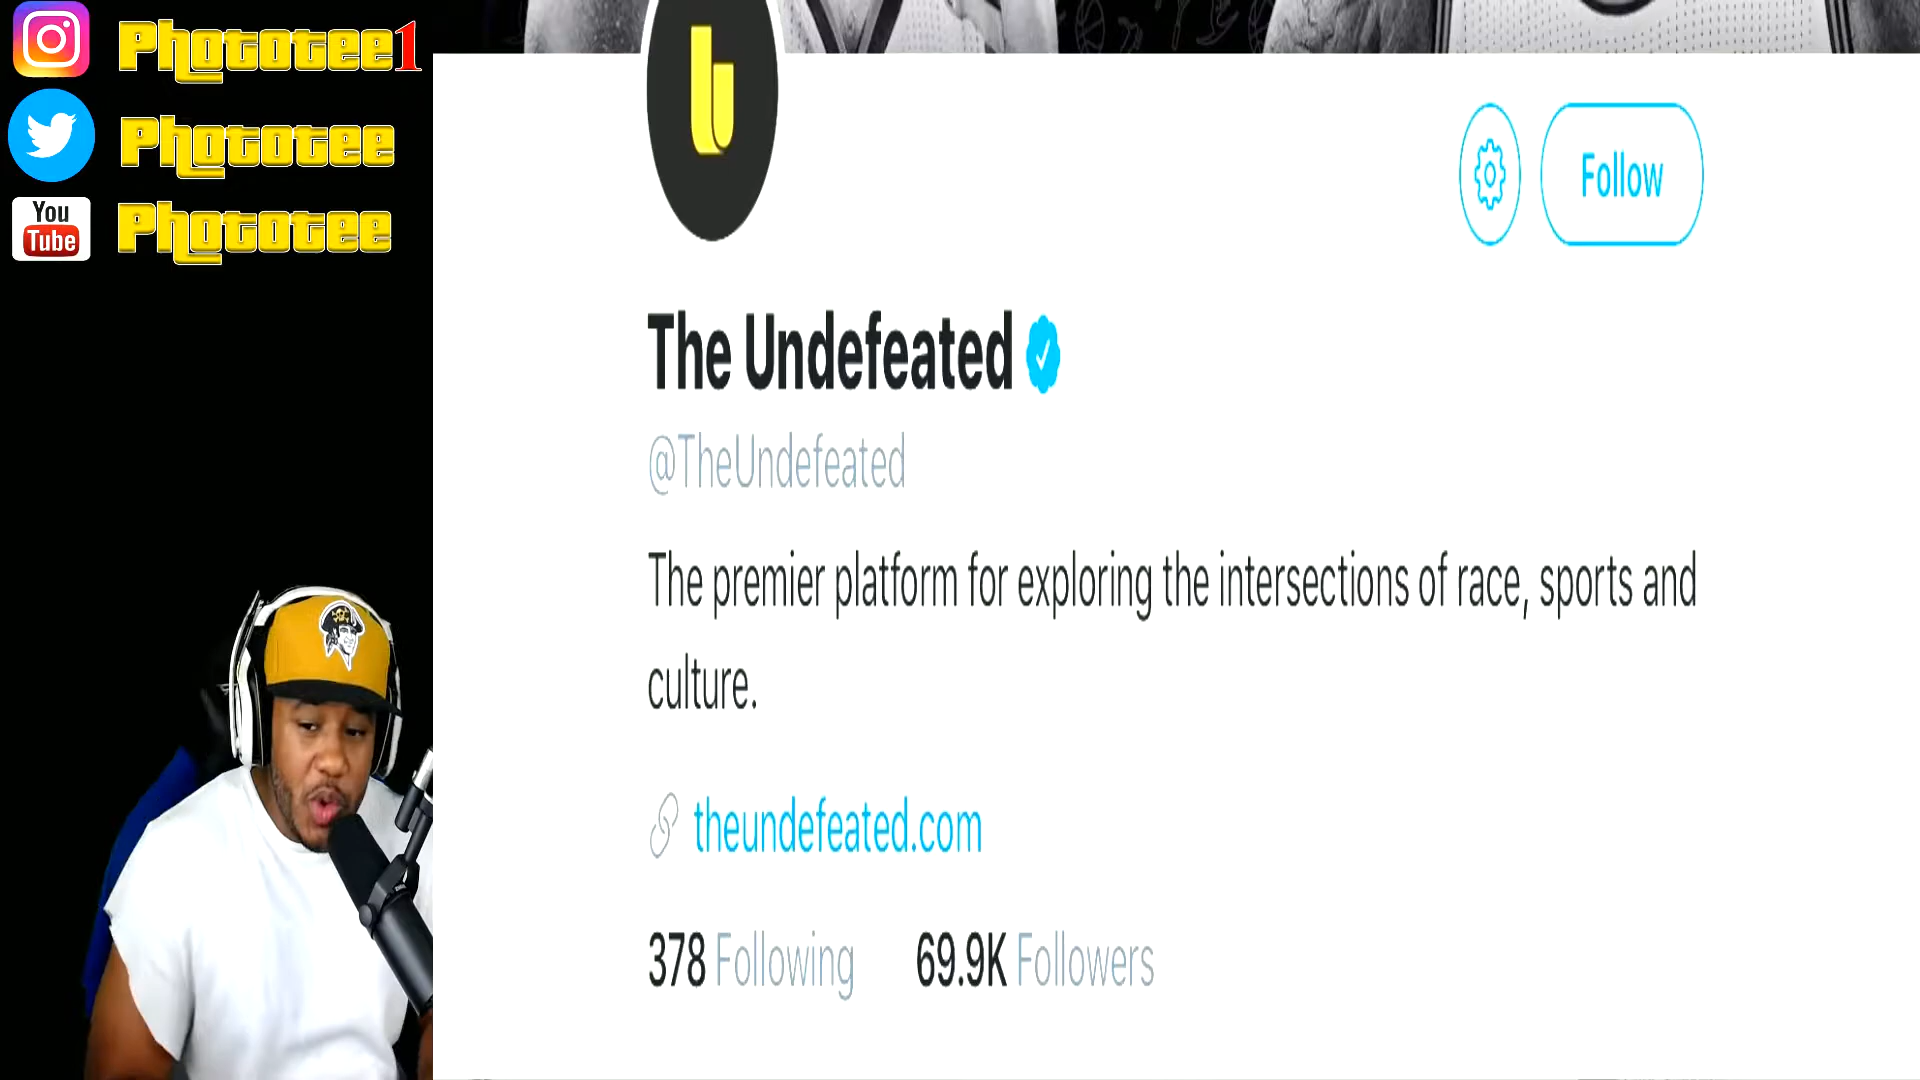 Phototee1
Phototee
You
Tube
Phototee
Follow
The Undefeated
@TheUndefeated
The premier platform for exploring the intersections of race, sports and
culture.
theundefeated.com
378 Following 69.9K Followers